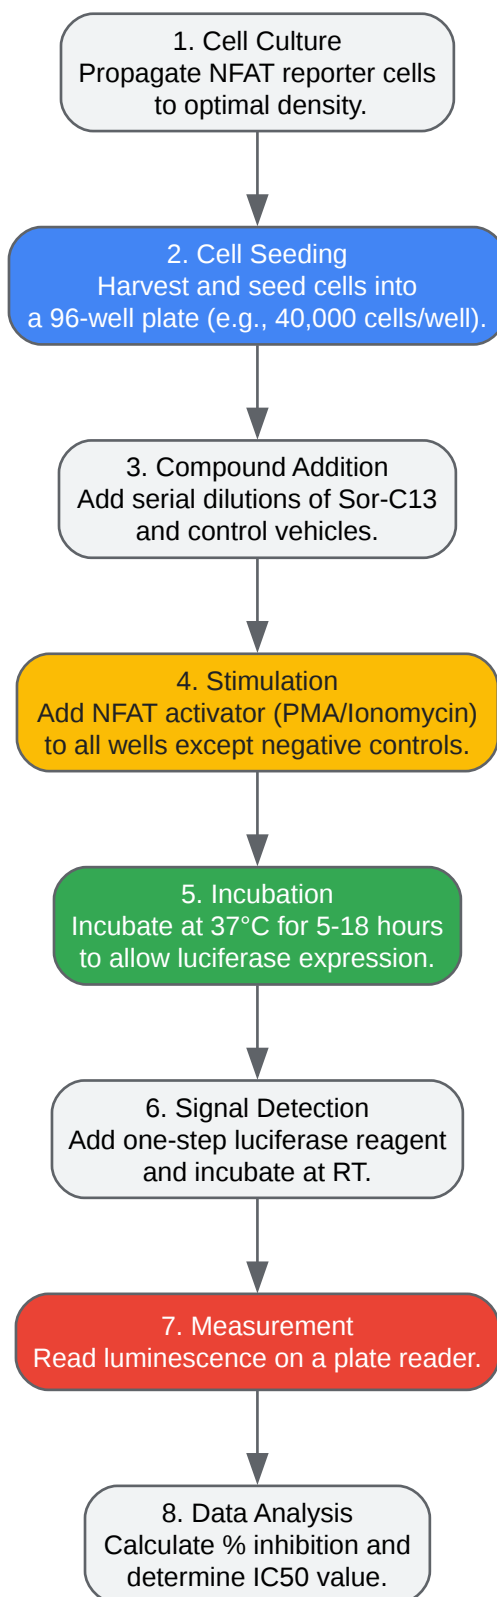 1. Cell Culture
Propagate NFAT reporter cells
to optimal density.
2. Cell Seeding
Harvest and seed cells into
a 96-well plate (e.g., 40,000 cells/well).
3. Compound Addition
Add serial dilutions of Sor-C13
and control vehicles.
4. Stimulation
Add NFAT activator (PMA/Ionomycin)
to all wells except negative controls.
5. Incubation
Incubate at 37°C for 5-18 hours
to allow luciferase expression.
6. Signal Detection
Add one-step luciferase reagent
and incubate at RT.
7. Measurement
Read luminescence on a plate reader.
8. Data Analysis
Calculate % inhibition and
determine IC50 value.